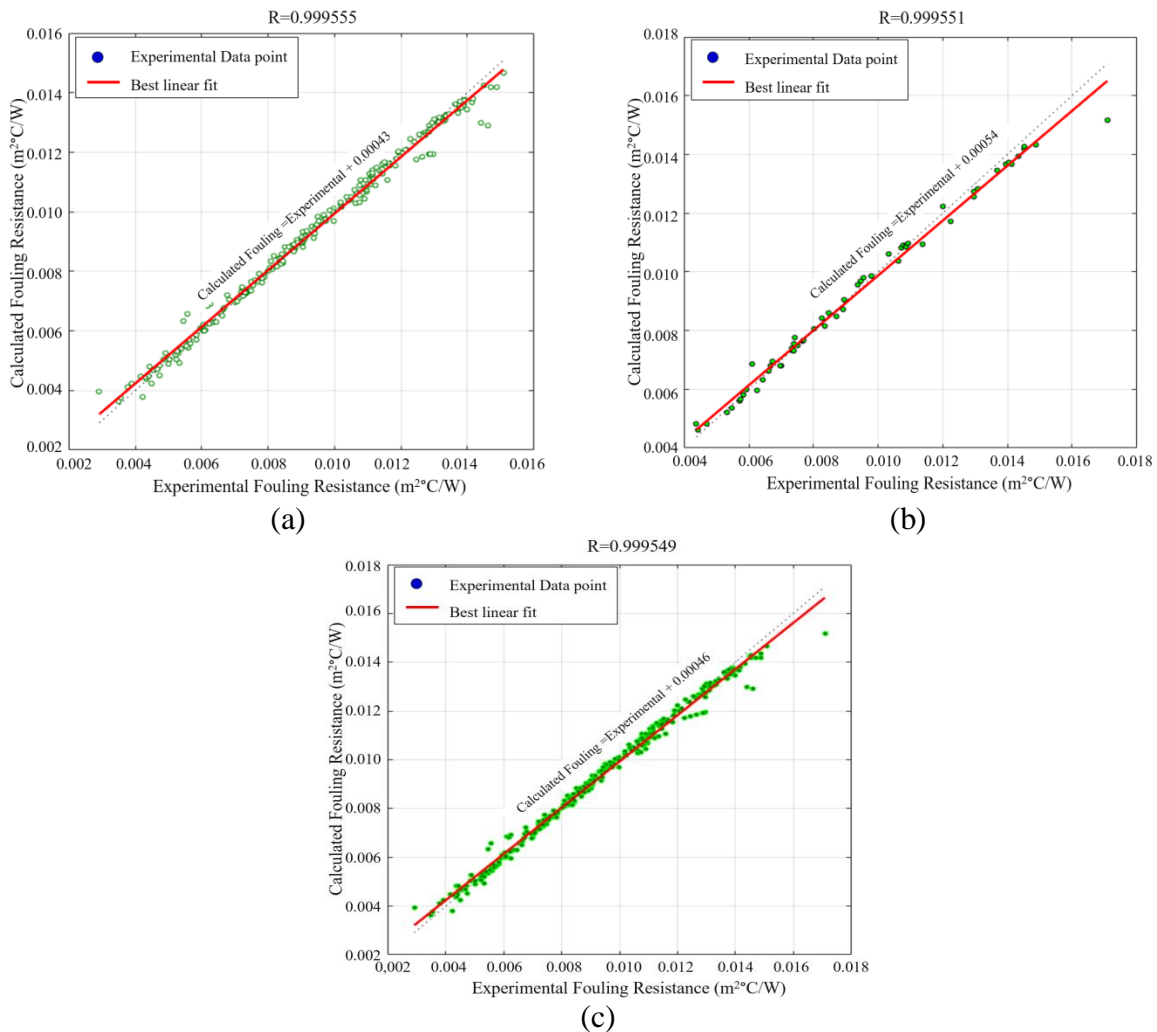 R=0.999555
0.016
0.014
0.012
0.010
0.008
0.006
0.004
0.002
Calculated Fouling Resistance (m²°C/W)
Experimental Data point
Best linear fit
Calculated Fouling =Experimental + 0.00043
0.002 0.004 0.006 0.008 0.010 0.012 0.014 0.016
Experimental Fouling Resistance (m²°C/W)
(a)
R=0.999551
0.018
0.016
0.014
0.012
0.010
0.008
0.006
0.004
Calculated Fouling Resistance (m²°C/W)
Experimental Data point
Best linear fit
Calculated Fouling =Experimental + 0.00054
0.004 0.006 0.008 0.010 0.012 0.014 0.016 0.018
Experimental Fouling Resistance (m²°C/W)
(b)
R=0.999549
0.018
0.016
0.014
0.012
0.010
0.008
0.006
0.004
0.002
Calculated Fouling Resistance (m²°C/W)
Experimental Data point
Best linear fit
Calculated Fouling =Experimental + 0.00046
0,002 0.004 0.006 0.008 0.010 0.012 0.014 0.016 0.018
Experimental Fouling Resistance (m²°C/W)
(c)